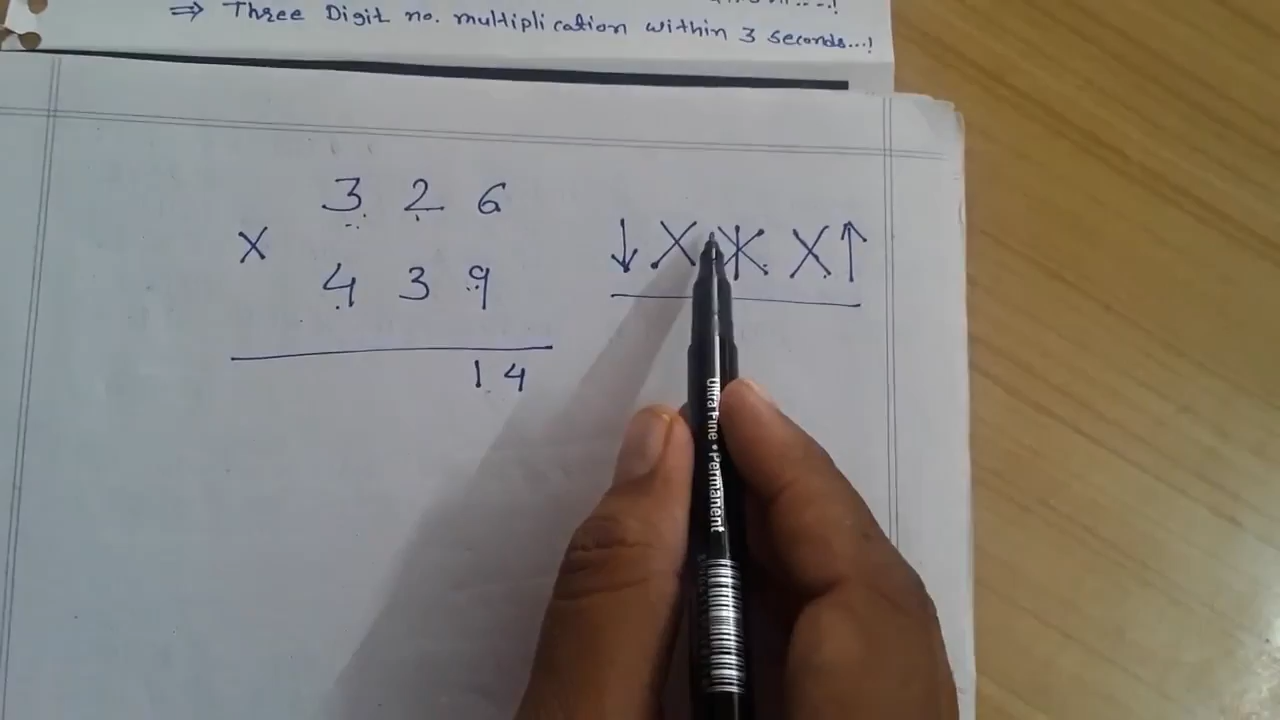 ⇒ Three Digit no. multiplication within 3 seconds...!
3 2 6
X
4 3 9
↓ X * X ↑
1 4
Ultra Fine • Permanent